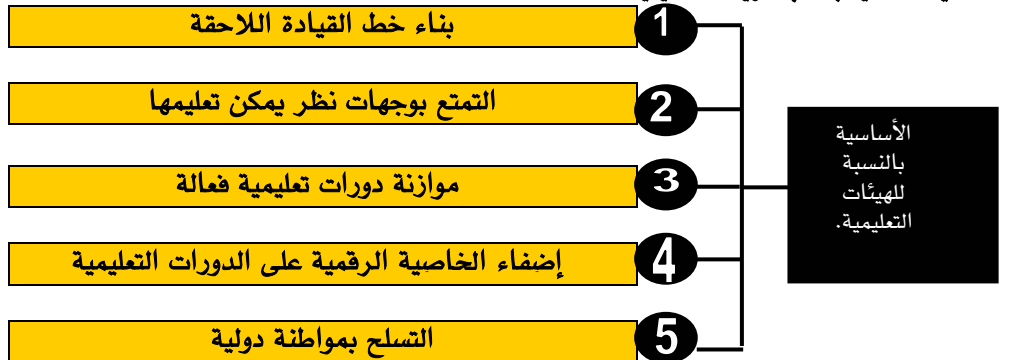 1
بناء خط القيادة اللاحقة
2
التمتع بوجهات نظر يمكن تعليمها
الأساسية
بالنسبة
للهيئات
التعليمية.
3
موازنة دورات تعليمية فعالة
4
إضفاء الخاصية الرقمية على الدورات التعليمية
5
التسلح بمواطنة دولية